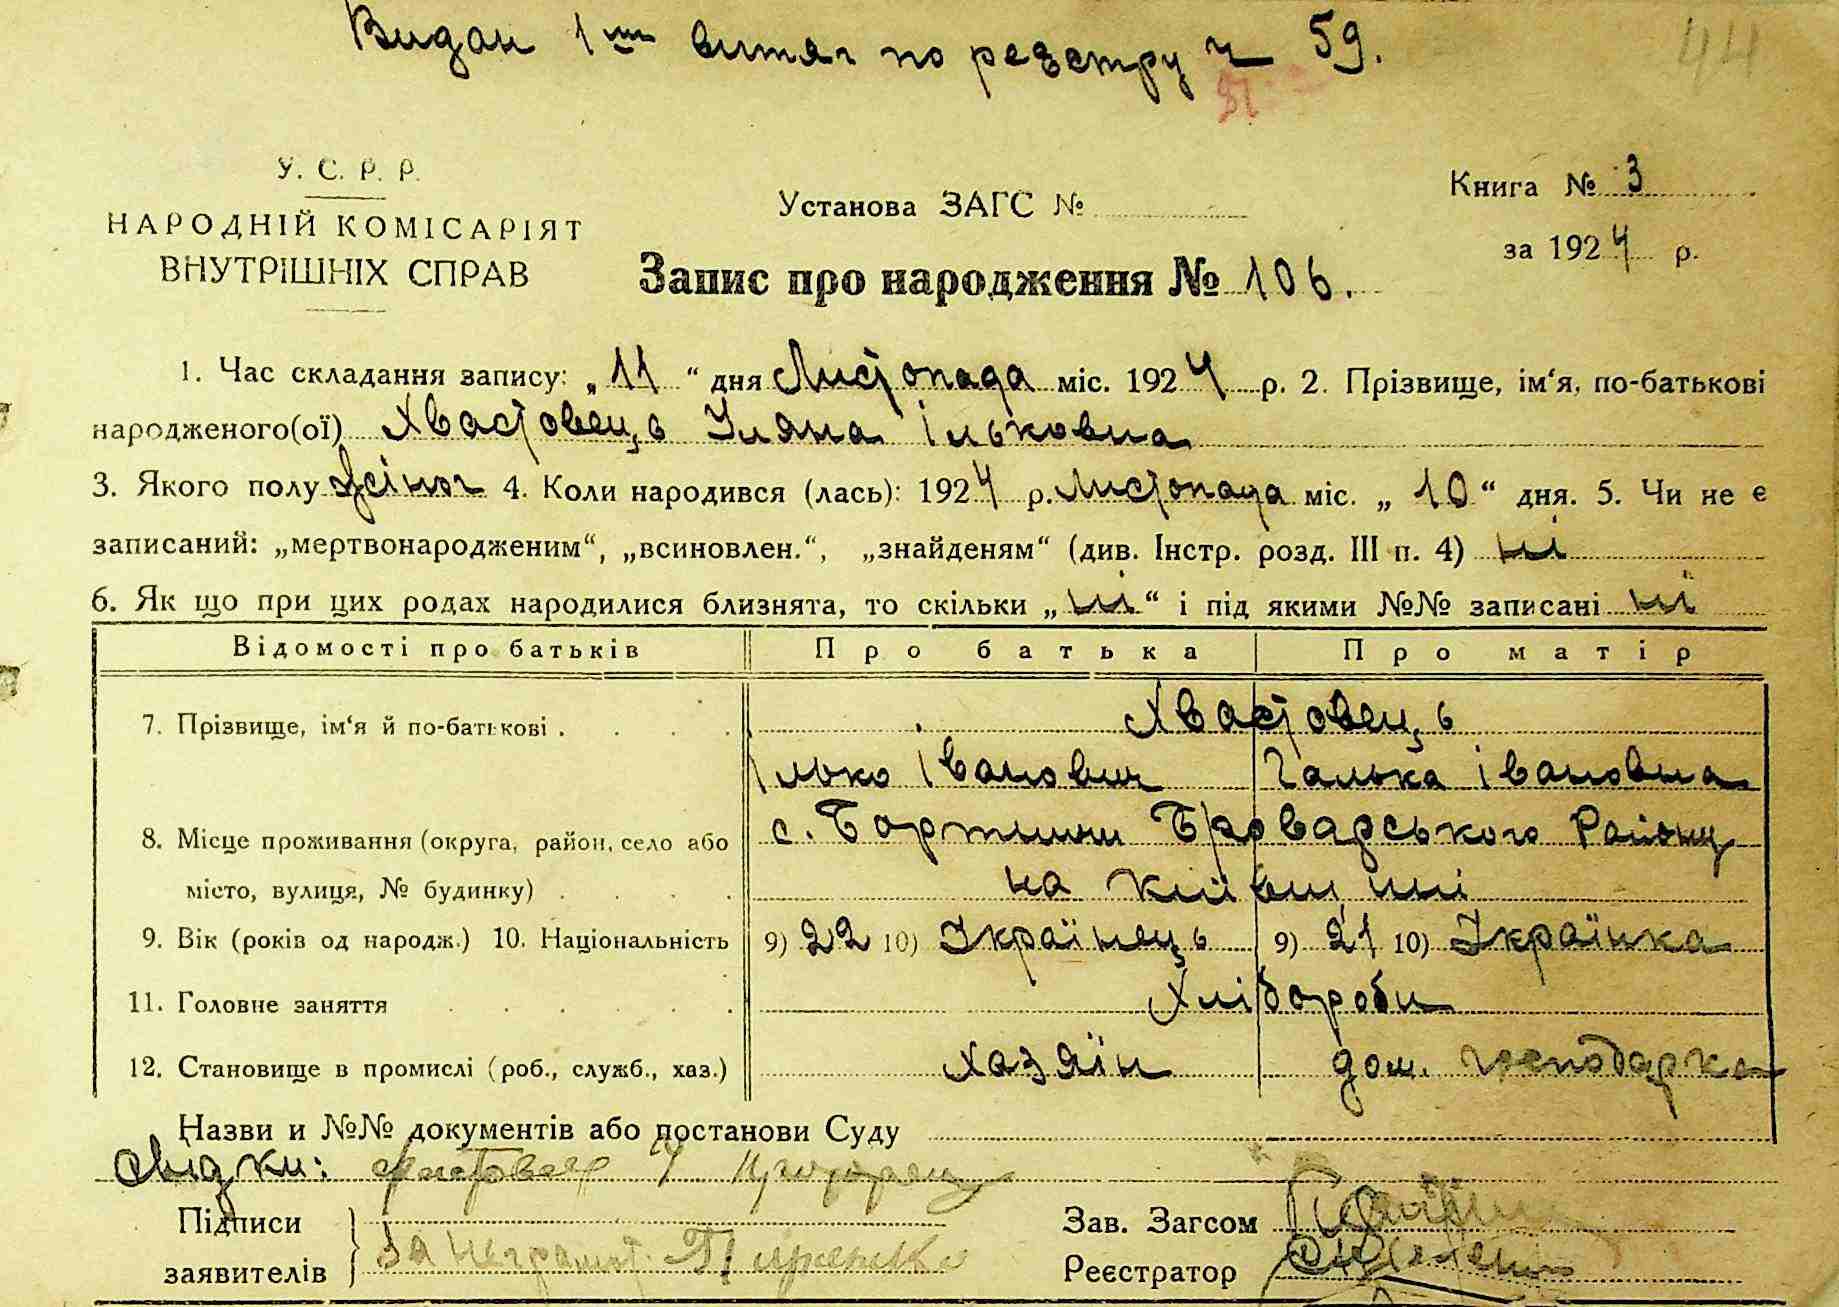 Видан 1ий витяг по реєстру ч 59.
44
У. С. Р. Р.
НАРОДНІЙ КОМІСАРІЯТ
ВНУТРІШНІХ СПРАВ
Установа ЗАГС №
Книга № 3
за 1924 р.
Запис про народження № 106.
1. Час складання запису: „11“ дня Листопада міс. 1924 р. 2. Прізвище, ім‘я, по-батькові
народженого(ої) Хвастовець Уляна Ільковна
3. Якого полу жіноч 4. Коли народився (лась): 1924 р. Листопада міс. „10“ дня. 5. Чи не є
записаний: „мертвонародженим“, „всиновлен.“, „знайденям“ (див. Інстр. розд. III п. 4) ні
6. Як що при цих родах народилися близнята, то скільки „ні“ і під якими №№ записані ні
Відомості про батьків Про батька Про матір
7. Прізвище, ім‘я й по-батькові . . . . Хвастовець
Ілько Іванович Галька Івановна
8. Місце проживання (округа, район, село або с. Бортничи Броварського Району
місто, вулиця, № будинку) . . . . на Київщині
9. Вік (років од народж.) 10. Національність 9) 22 10) Українець 9) 21 10) Українка
11. Головне заняття . . . . . Хлібороби
12. Становище в промислі (роб., служб., хаз.) хазяїн дом. господарка
Назви и №№ документів або постанови Суду
Свідки:
Підписи
заявителів За неграмот.
Зав. Загсом
Реєстратор